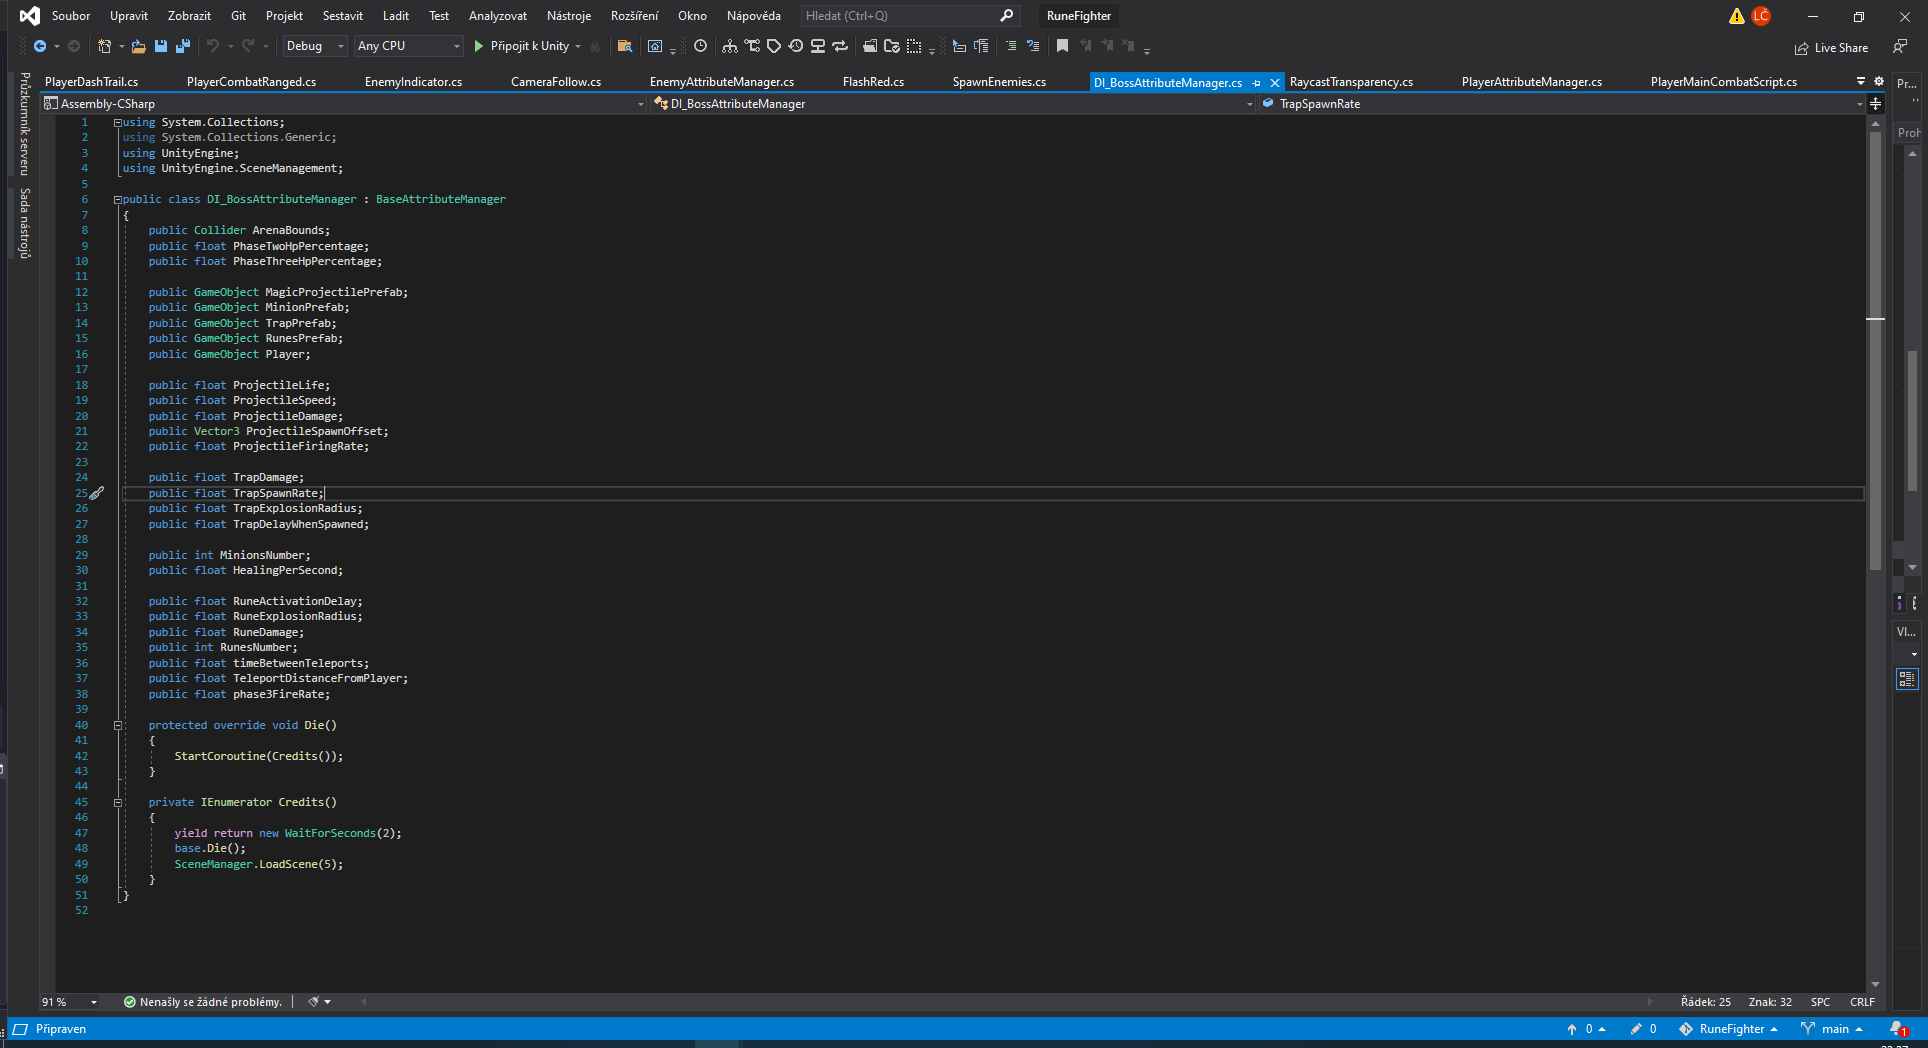 Soubor Upravit Zobrazit Git Projekt Sestavit Ladit Test Analyzovat Nástroje Rozšíření Okno Nápověda Hledat (Ctrl+Q) RuneFighter LČ
Debug Any CPU Připojit k Unity Live Share
PlayerDashTrail.cs PlayerCombatRanged.cs EnemyIndicator.cs CameraFollow.cs EnemyAttributeManager.cs FlashRed.cs SpawnEnemies.cs DI_BossAttributeManager.cs RaycastTransparency.cs PlayerAttributeManager.cs PlayerMainCombatScript.cs
Assembly-CSharp DI_BossAttributeManager TrapSpawnRate
Průzkumník serveru
Sada nástrojů
1 using System.Collections;
2 using System.Collections.Generic;
3 using UnityEngine;
4 using UnityEngine.SceneManagement;
5
6 public class DI_BossAttributeManager : BaseAttributeManager
7 {
8 public Collider ArenaBounds;
9 public float PhaseTwoHpPercentage;
10 public float PhaseThreeHpPercentage;
11
12 public GameObject MagicProjectilePrefab;
13 public GameObject MinionPrefab;
14 public GameObject TrapPrefab;
15 public GameObject RunesPrefab;
16 public GameObject Player;
17
18 public float ProjectileLife;
19 public float ProjectileSpeed;
20 public float ProjectileDamage;
21 public Vector3 ProjectileSpawnOffset;
22 public float ProjectileFiringRate;
23
24 public float TrapDamage;
25 public float TrapSpawnRate;
26 public float TrapExplosionRadius;
27 public float TrapDelayWhenSpawned;
28
29 public int MinionsNumber;
30 public float HealingPerSecond;
31
32 public float RuneActivationDelay;
33 public float RuneExplosionRadius;
34 public float RuneDamage;
35 public int RunesNumber;
36 public float timeBetweenTeleports;
37 public float TeleportDistanceFromPlayer;
38 public float phase3FireRate;
39
40 protected override void Die()
41 {
42 StartCoroutine(Credits());
43 }
44
45 private IEnumerator Credits()
46 {
47 yield return new WaitForSeconds(2);
48 base.Die();
49 SceneManager.LoadScene(5);
50 }
51 }
52
Pr...
Proh
Vl...
91 % Nenašly se žádné problémy. Řádek: 25 Znak: 32 SPC CRLF
Připraven 0 0 RuneFighter main 1